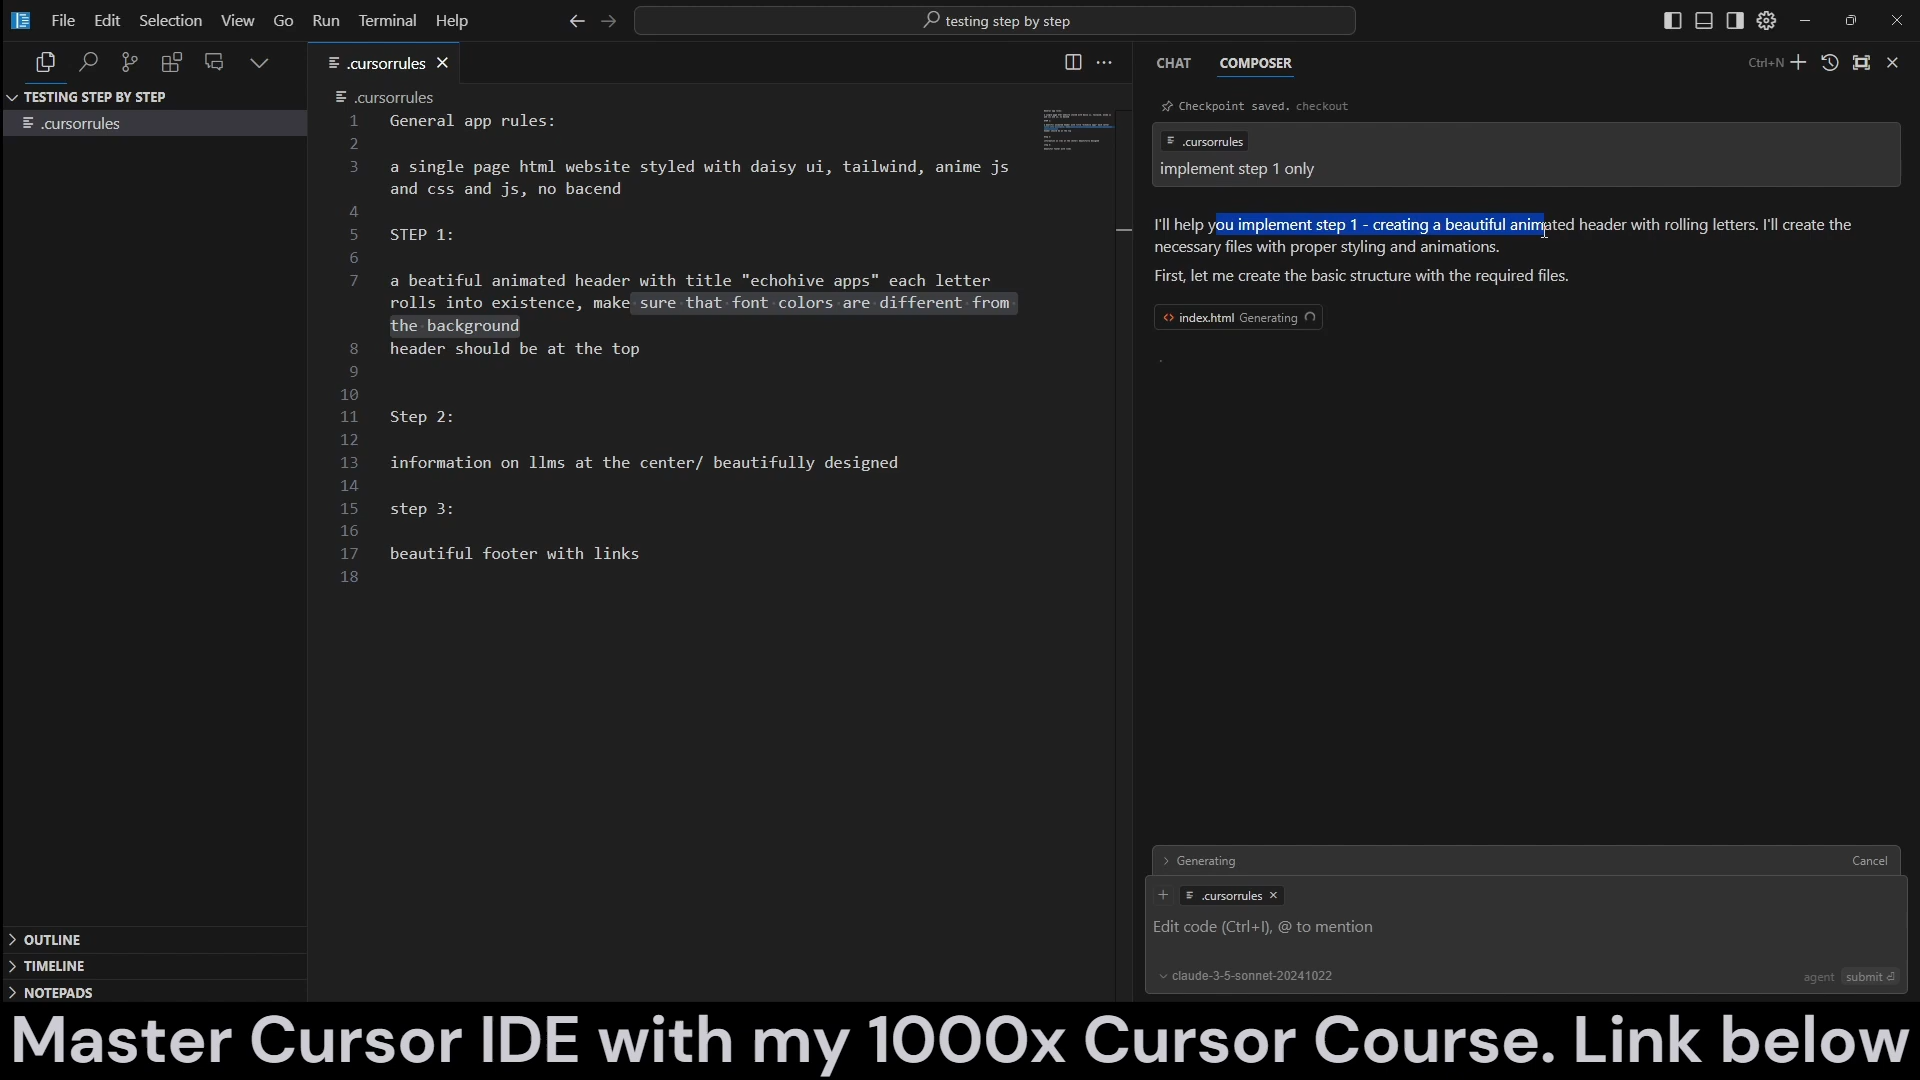 File Edit Selection View Go Run Terminal Help
testing step by step
TESTING STEP BY STEP
.cursorrules
OUTLINE
TIMELINE
NOTEPADS
.cursorrules
.cursorrules
1 General app rules:
2
3 a single page html website styled with daisy ui, tailwind, anime js
and css and js, no bacend
4
5 STEP 1:
6
7 a beatiful animated header with title "echohive apps" each letter
rolls into existence, make sure that font colors are different from
the background
8 header should be at the top
9
10
11 Step 2:
12
13 information on llms at the center/ beautifully designed
14
15 step 3:
16
17 beautiful footer with links
18
CHAT COMPOSER Ctrl+N
Checkpoint saved. checkout
.cursorrules
implement step 1 only
I'll help you implement step 1 - creating a beautiful animated header with rolling letters. I'll create the
necessary files with proper styling and animations.
First, let me create the basic structure with the required files.
index.html Generating
Generating Cancel
.cursorrules
Edit code (Ctrl+I), @ to mention
claude-3-5-sonnet-20241022 agent submit
Master Cursor IDE with my 1000x Cursor Course. Link below